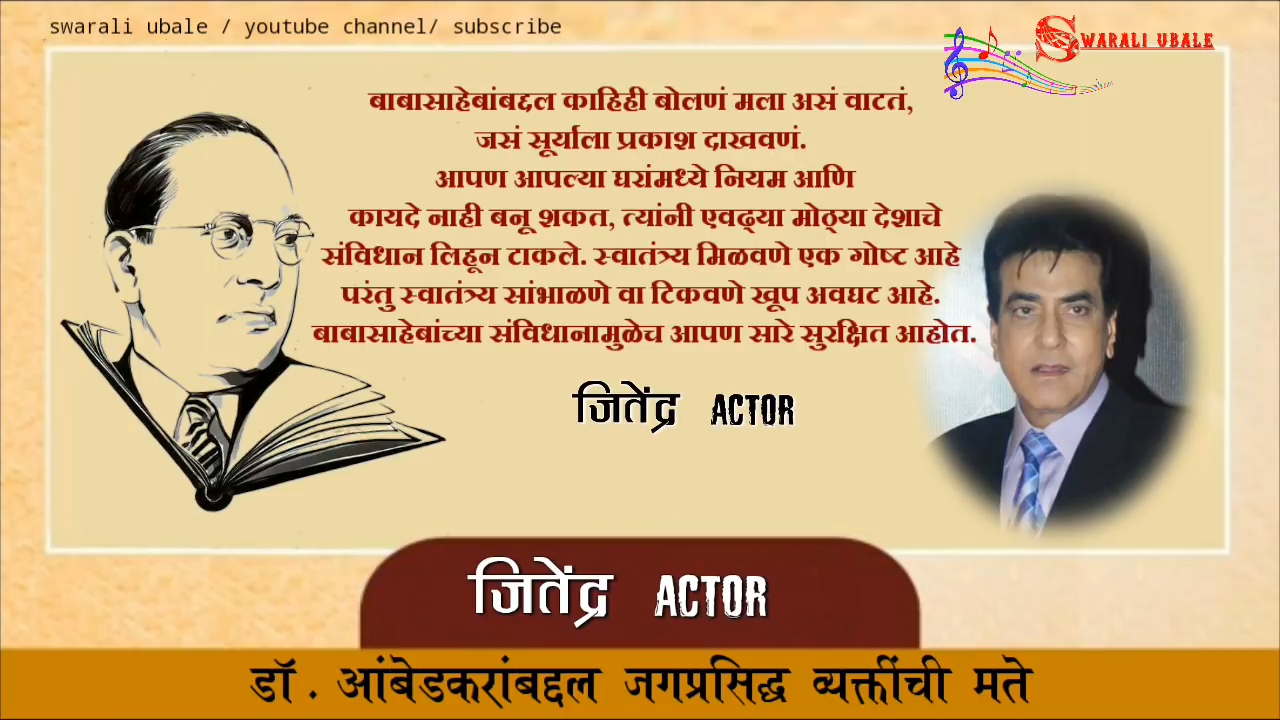 swarali ubale / youtube channel/ subscribe
SWARALI UBALE
बाबासाहेबांबद्दल काहिही बोलणं मला असं वाटतं,
जसं सूर्याला प्रकाश दाखवणं.
आपण आपल्या घरांमध्ये नियम आणि
कायदे नाही बनू शकत, त्यांनी एवढ्या मोठ्या देशाचे
संविधान लिहून टाकले. स्वातंत्र्य मिळवणे एक गोष्ट आहे
परंतु स्वातंत्र्य सांभाळणे वा टिकवणे खूप अवघट आहे.
बाबासाहेबांच्या संविधानामुळेच आपण सारे सुरक्षित आहोत.
जितेंद्र ACTOR
जितेंद्र ACTOR
डॉ. आंबेडकरांबद्दल जगप्रसिद्ध व्यक्तींची मते